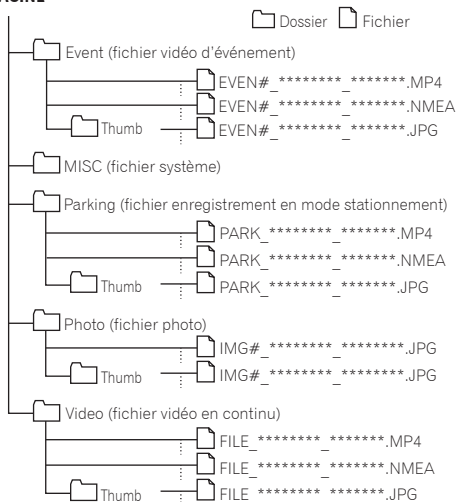 Dossier Fichier
Event (fichier vidéo d'événement)
EVEN#_********_*******.MP4
EVEN#_********_*******.NMEA
Thumb EVEN#_********_*******.JPG
MISC (fichier système)
Parking (fichier enregistrement en mode stationnement)
PARK_********_*******.MP4
PARK_********_*******.NMEA
Thumb PARK_********_*******.JPG
Photo (fichier photo)
IMG#_********_*******.JPG
Thumb IMG#_********_*******.JPG
Video (fichier vidéo en continu)
FILE_********_*******.MP4
FILE_********_*******.NMEA
Thumb FILE_********_*******.JPG